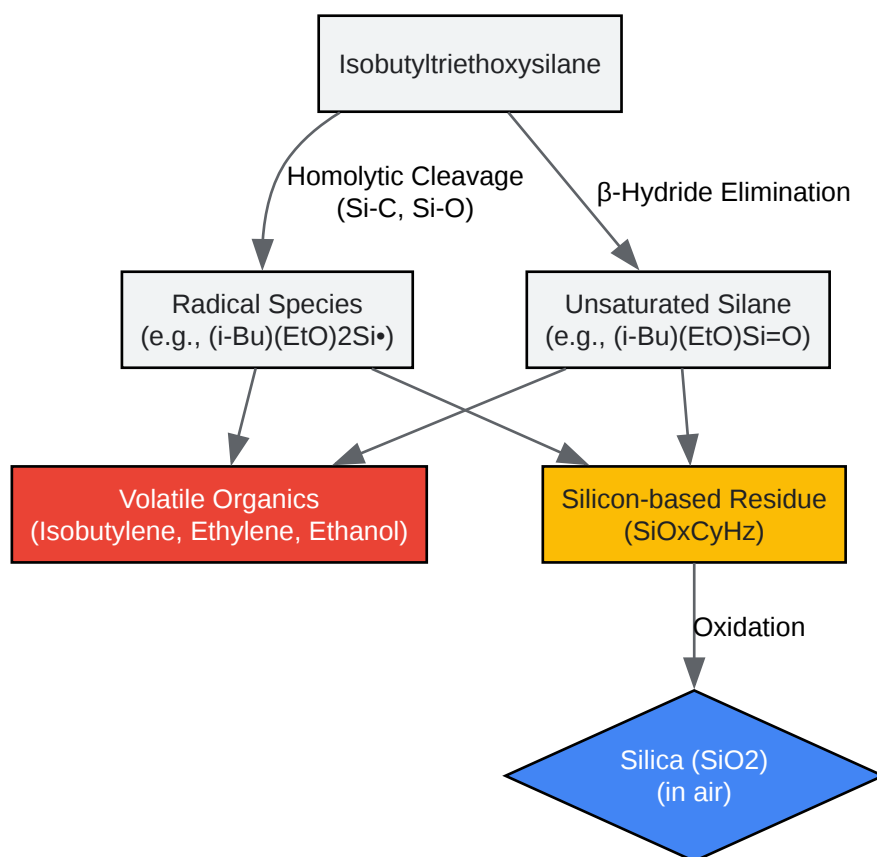 Isobutyltriethoxysilane
Homolytic Cleavage
(Si-C, Si-O)
β-Hydride Elimination
Radical Species
(e.g., (i-Bu)(EtO)2Si•)
Unsaturated Silane
(e.g., (i-Bu)(EtO)Si=O)
Volatile Organics
(Isobutylene, Ethylene, Ethanol)
Silicon-based Residue
(SiOxCyHz)
Oxidation
Silica (SiO2)
(in air)